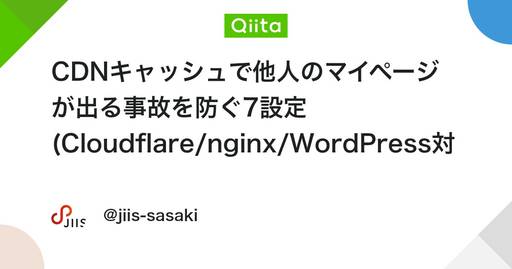 Qiita
CDNキャッシュで他人のマイページ
が出る事故を防ぐ7設定
(Cloudflare/nginx/WordPress対
JIIS
@jiis-sasaki